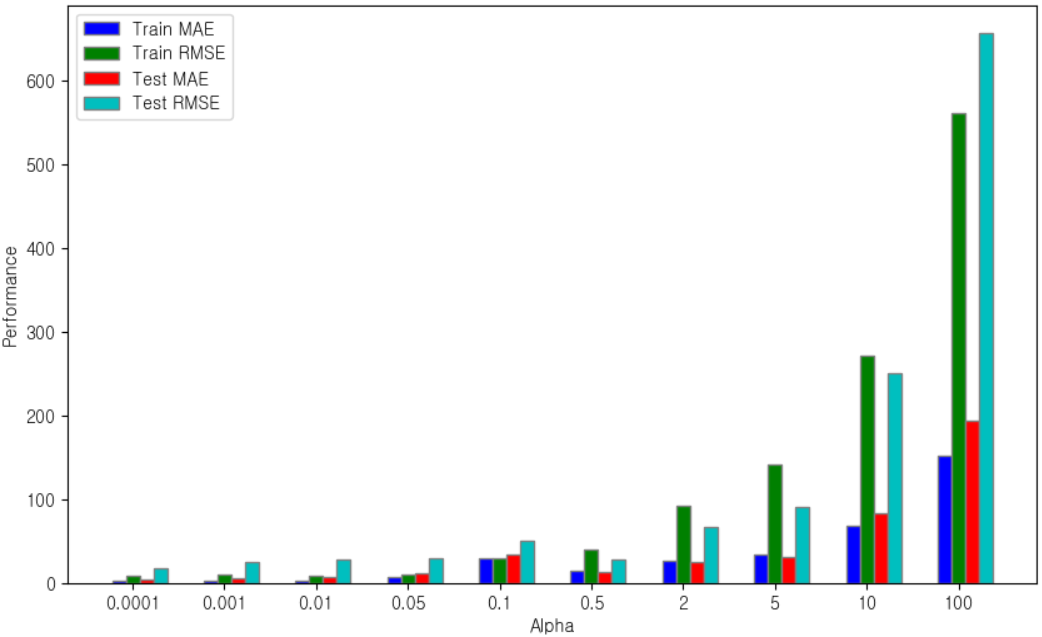 Train MAE
Train RMSE
Test MAE
Test RMSE
600
500
400
300
200
100
0
Performance
0.0001 0.001 0.01 0.05 0.1 0.5 2 5 10 100
Alpha